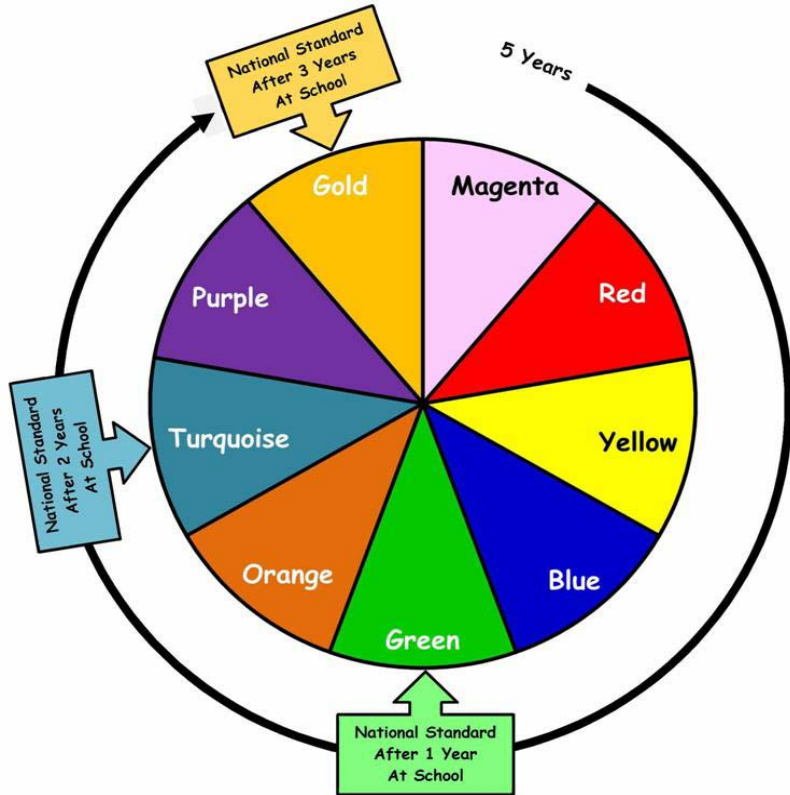 5 Years
National Standard
After 3 Years
At School
Gold
Magenta
Purple
Red
Turquoise
Yellow
National Standard
After 2 Years
At School
Orange
Blue
Green
National Standard
After 1 Year
At School